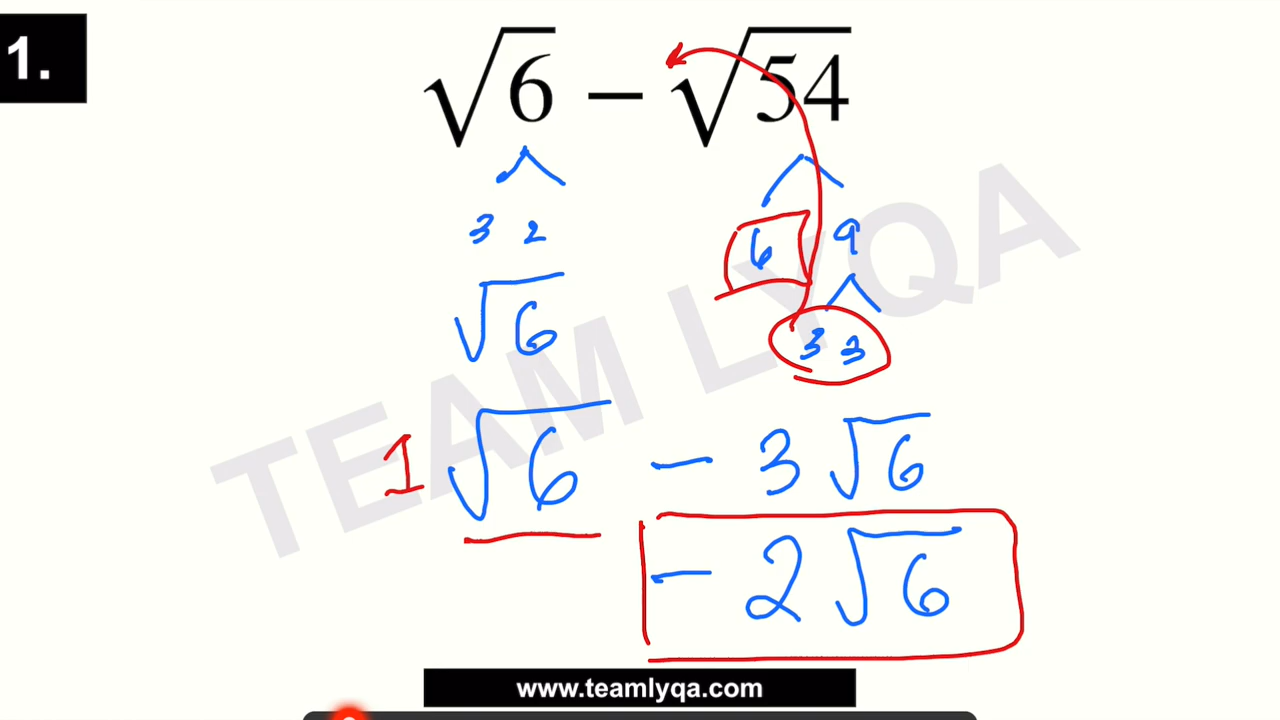 1.
√6 − √54
3 2
6 9
√6
3 3
1 √6 − 3 √6
− 2 √6
TEAM LYQA
www.teamlyqa.com